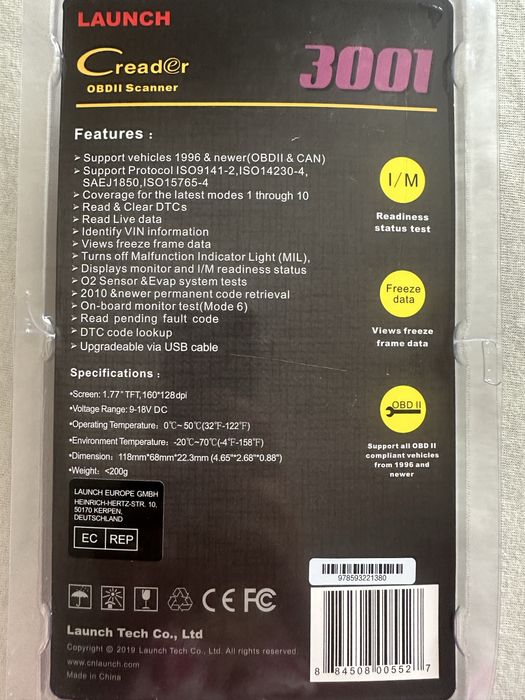 LAUNCH
Creader
3001
OBDII Scanner
Features :
➢ Support vehicles 1996 & newer(OBDII & CAN)
➢ Support Protocol ISO9141-2,ISO14230-4,
SAEJ1850,ISO15765-4
➢ Coverage for the latest modes 1 through 10
➢ Read & Clear DTCs
➢ Read Live data
➢ Identify VIN information
➢ Views freeze frame data
➢ Turns off Malfunction Indicator Light (MIL),
➢ Displays monitor and I/M readiness status
➢ O2 Sensor &Evap system tests
➢ 2010 &newer permanent code retrieval
➢ On-board monitor test(Mode 6)
➢ Read pending fault code
➢ DTC code lookup
➢ Upgradeable via USB cable
I/M
Readiness
status test
Freeze
data
Views freeze
frame data
OBD II
Support all OBD II
compliant vehicles
from 1996 and
newer
Specifications :
•Screen: 1.77"TFT,160*128dpi
•Voltage Range: 9-18V DC
•Operating Temperature: 0℃~50℃(32℉-122℉)
•Environment Temperature: -20℃~70℃(-4℉-158℉)
•Dimension: 118mm*68mm*22.3mm (4.65"*2.68"*0.88")
•Weight: <200g
LAUNCH EUROPE GMBH
HEINRICH-HERTZ-STR. 10,
50170 KERPEN,
DEUTSCHLAND
EC REP
CE FC
Launch Tech Co., Ltd
Copyright © 2019 Launch Tech Co., Ltd. All rights reserved.
www.cnlaunch.com
Made in China
978593221380
8 84508 00552 7